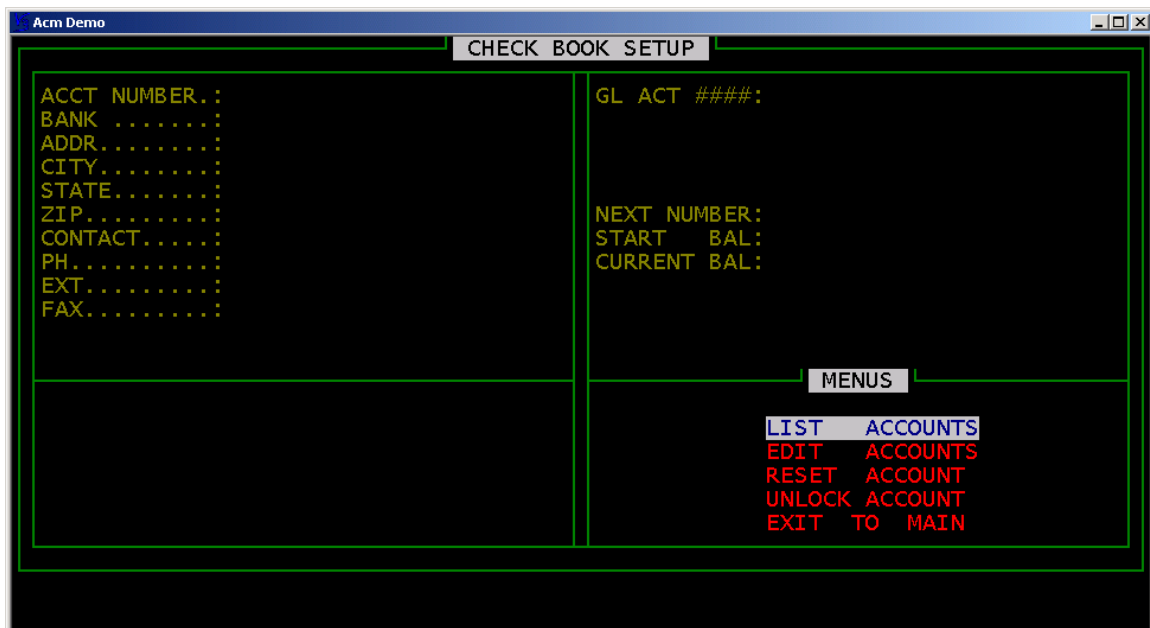 Acm Demo
CHECK BOOK SETUP
ACCT NUMBER.:
BANK .......:
ADDR........:
CITY........:
STATE.......:
ZIP.........:
CONTACT.....:
PH..........:
EXT.........:
FAX.........:
GL ACT ####:
NEXT NUMBER:
START   BAL:
CURRENT BAL:
MENUS
LIST   ACCOUNTS
EDIT   ACCOUNTS
RESET  ACCOUNT
UNLOCK ACCOUNT
EXIT  TO  MAIN